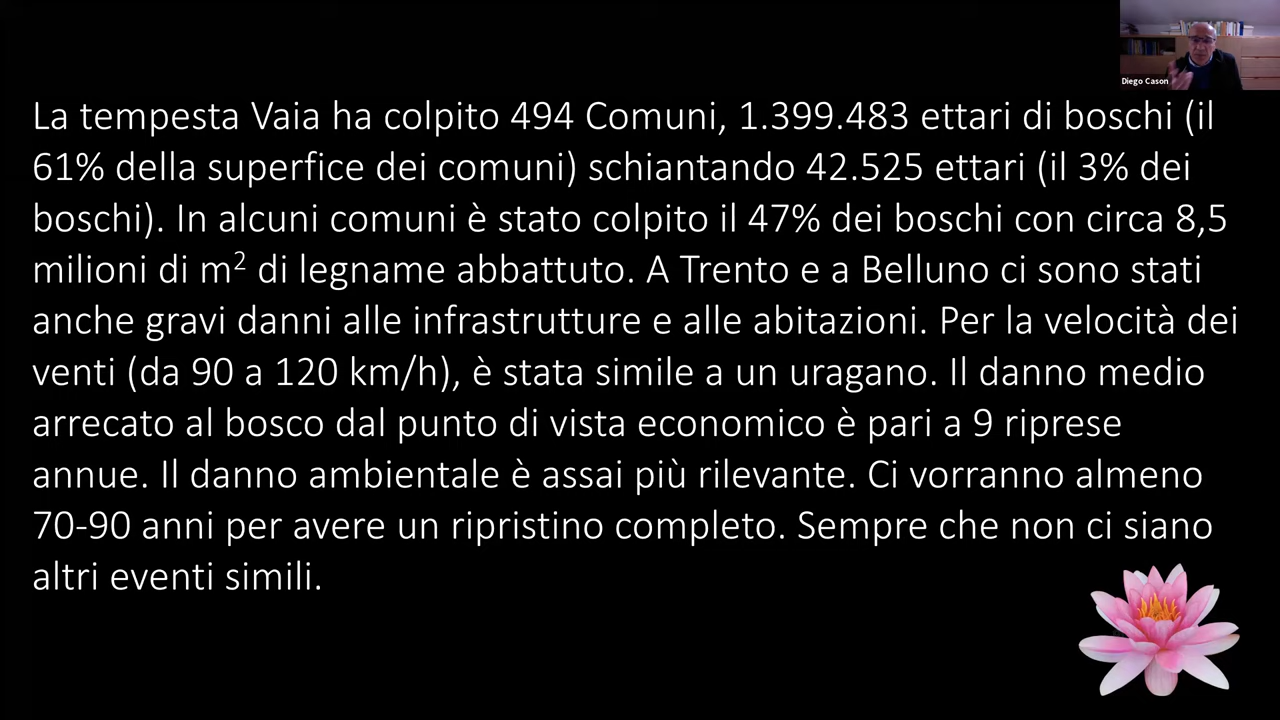 Diego Cason
La tempesta Vaia ha colpito 494 Comuni, 1.399.483 ettari di boschi (il
61% della superfice dei comuni) schiantando 42.525 ettari (il 3% dei
boschi). In alcuni comuni è stato colpito il 47% dei boschi con circa 8,5
milioni di m² di legname abbattuto. A Trento e a Belluno ci sono stati
anche gravi danni alle infrastrutture e alle abitazioni. Per la velocità dei
venti (da 90 a 120 km/h), è stata simile a un uragano. Il danno medio
arrecato al bosco dal punto di vista economico è pari a 9 riprese
annue. Il danno ambientale è assai più rilevante. Ci vorranno almeno
70-90 anni per avere un ripristino completo. Sempre che non ci siano
altri eventi simili.